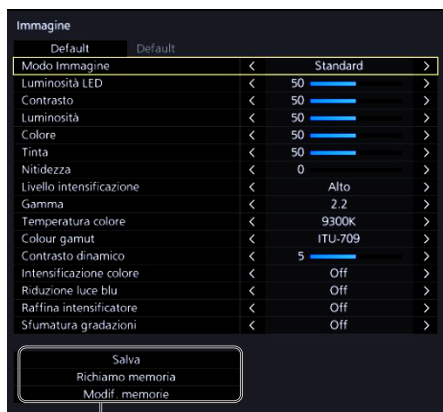 Immagine
Default Default
Modo Immagine < Standard >
Luminosità LED < 50 >
Contrasto < 50 >
Luminosità < 50 >
Colore < 50 >
Tinta < 50 >
Nitidezza < 0 >
Livello intensificazione < Alto >
Gamma < 2.2 >
Temperatura colore < 9300K >
Colour gamut < ITU-709 >
Contrasto dinamico < 5 >
Intensificazione colore < Off >
Riduzione luce blu < Off >
Raffina intensificatore < Off >
Sfumatura gradazioni < Off >
Salva
Richiamo memoria
Modif. memorie